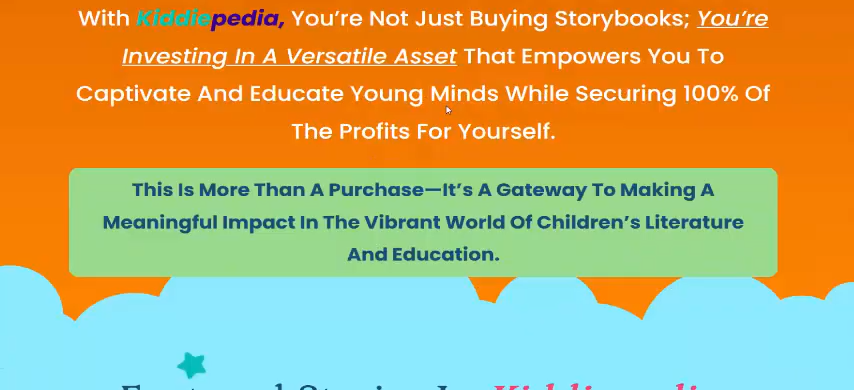 With Kiddiepedia, You’re Not Just Buying Storybooks; You’re
Investing In A Versatile Asset That Empowers You To
Captivate And Educate Young Minds While Securing 100% Of
The Profits For Yourself.
This Is More Than A Purchase—It’s A Gateway To Making A
Meaningful Impact In The Vibrant World Of Children’s Literature
And Education.